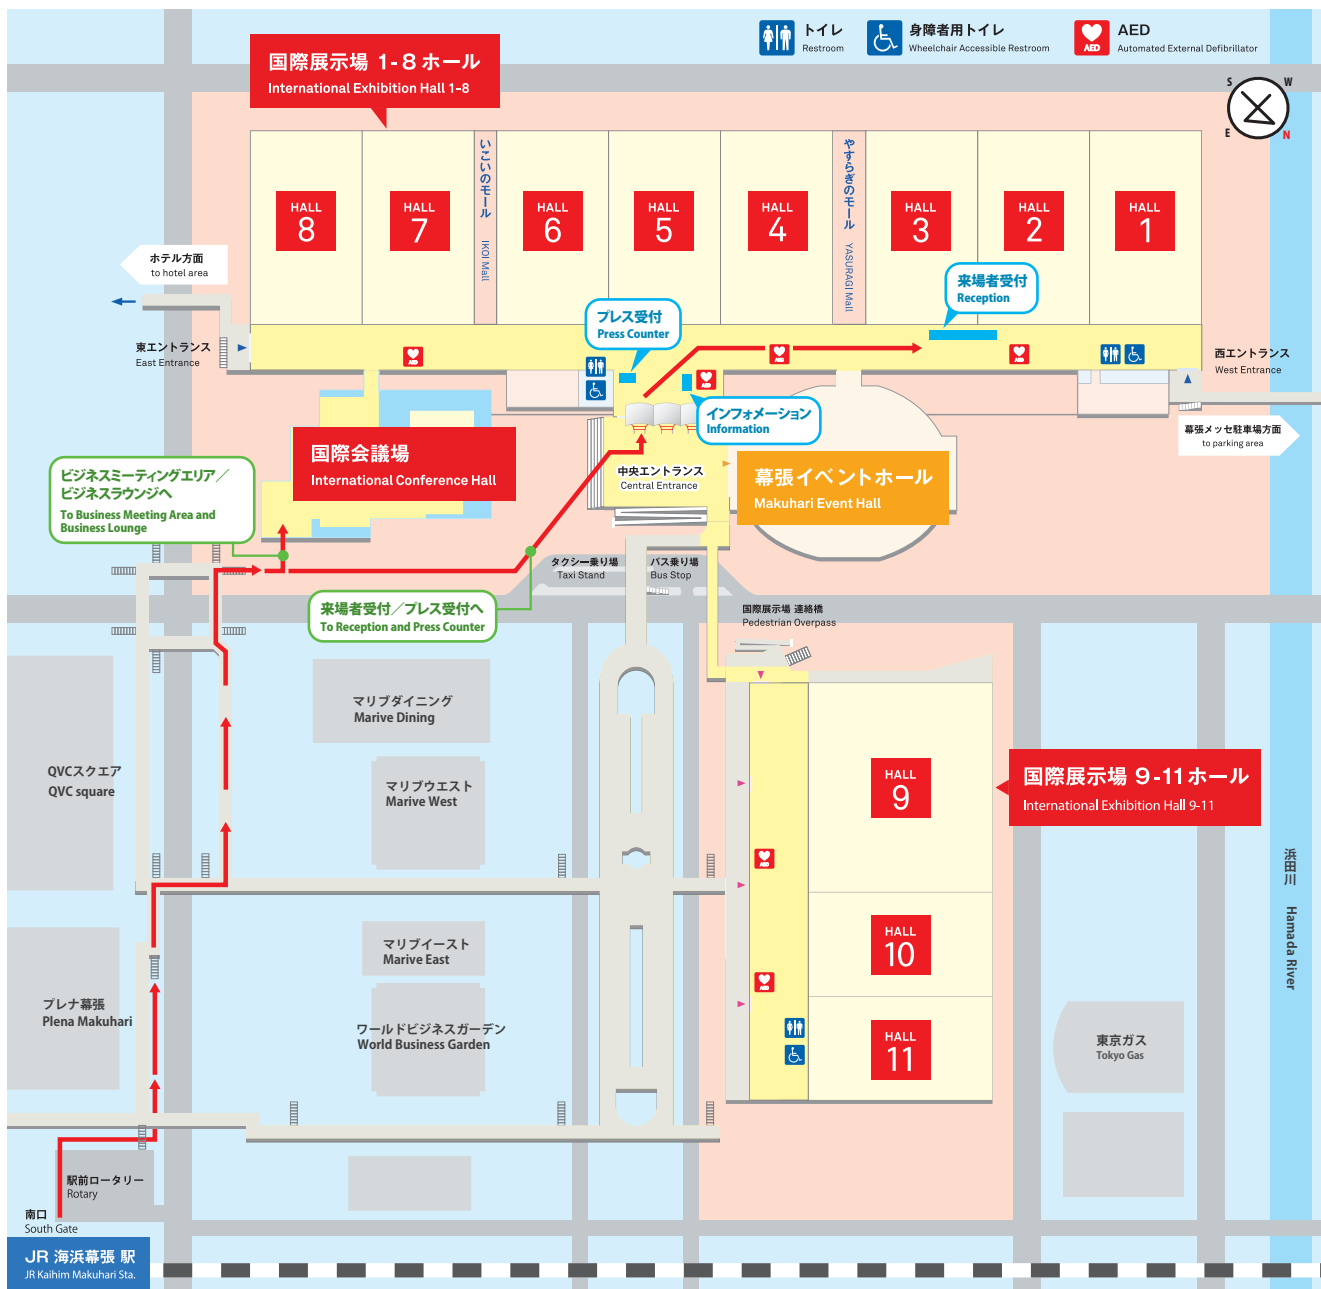 トイレ
Restroom
身障者用トイレ
Wheelchair Accessible Restroom
AED
AED
Automated External Defibrillator
国際展示場 1-8 ホール
International Exhibition Hall 1-8
S
W
E
N
HALL
8
HALL
7
いこいのモール
IKOI Mall
HALL
6
HALL
5
HALL
4
やすらぎのモール
YASURAGI Mall
HALL
3
HALL
2
HALL
1
ホテル方面
to hotel area
来場者受付
Reception
プレス受付
Press Counter
東エントランス
East Entrance
AED
AED
AED
AED
西エントランス
West Entrance
インフォメーション
Information
幕張メッセ駐車場方面
to parking area
国際会議場
International Conference Hall
中央エントランス
Central Entrance
幕張イベントホール
Makuhari Event Hall
ビジネスミーティングエリア／
ビジネスラウンジへ
To Business Meeting Area and
Business Lounge
タクシー乗り場
Taxi Stand
バス乗り場
Bus Stop
来場者受付／プレス受付へ
To Reception and Press Counter
国際展示場 連絡橋
Pedestrian Overpass
マリブダイニング
Marive Dining
QVCスクエア
QVC square
マリブウエスト
Marive West
HALL
9
国際展示場 9-11ホール
International Exhibition Hall 9-11
AED
浜田川
Hamada River
マリブイースト
Marive East
HALL
10
AED
プレナ幕張
Plena Makuhari
ワールドビジネスガーデン
World Business Garden
HALL
11
東京ガス
Tokyo Gas
駅前ロータリー
Rotary
南口
South Gate
JR 海浜幕張 駅
JR Kaihim Makuhari Sta.